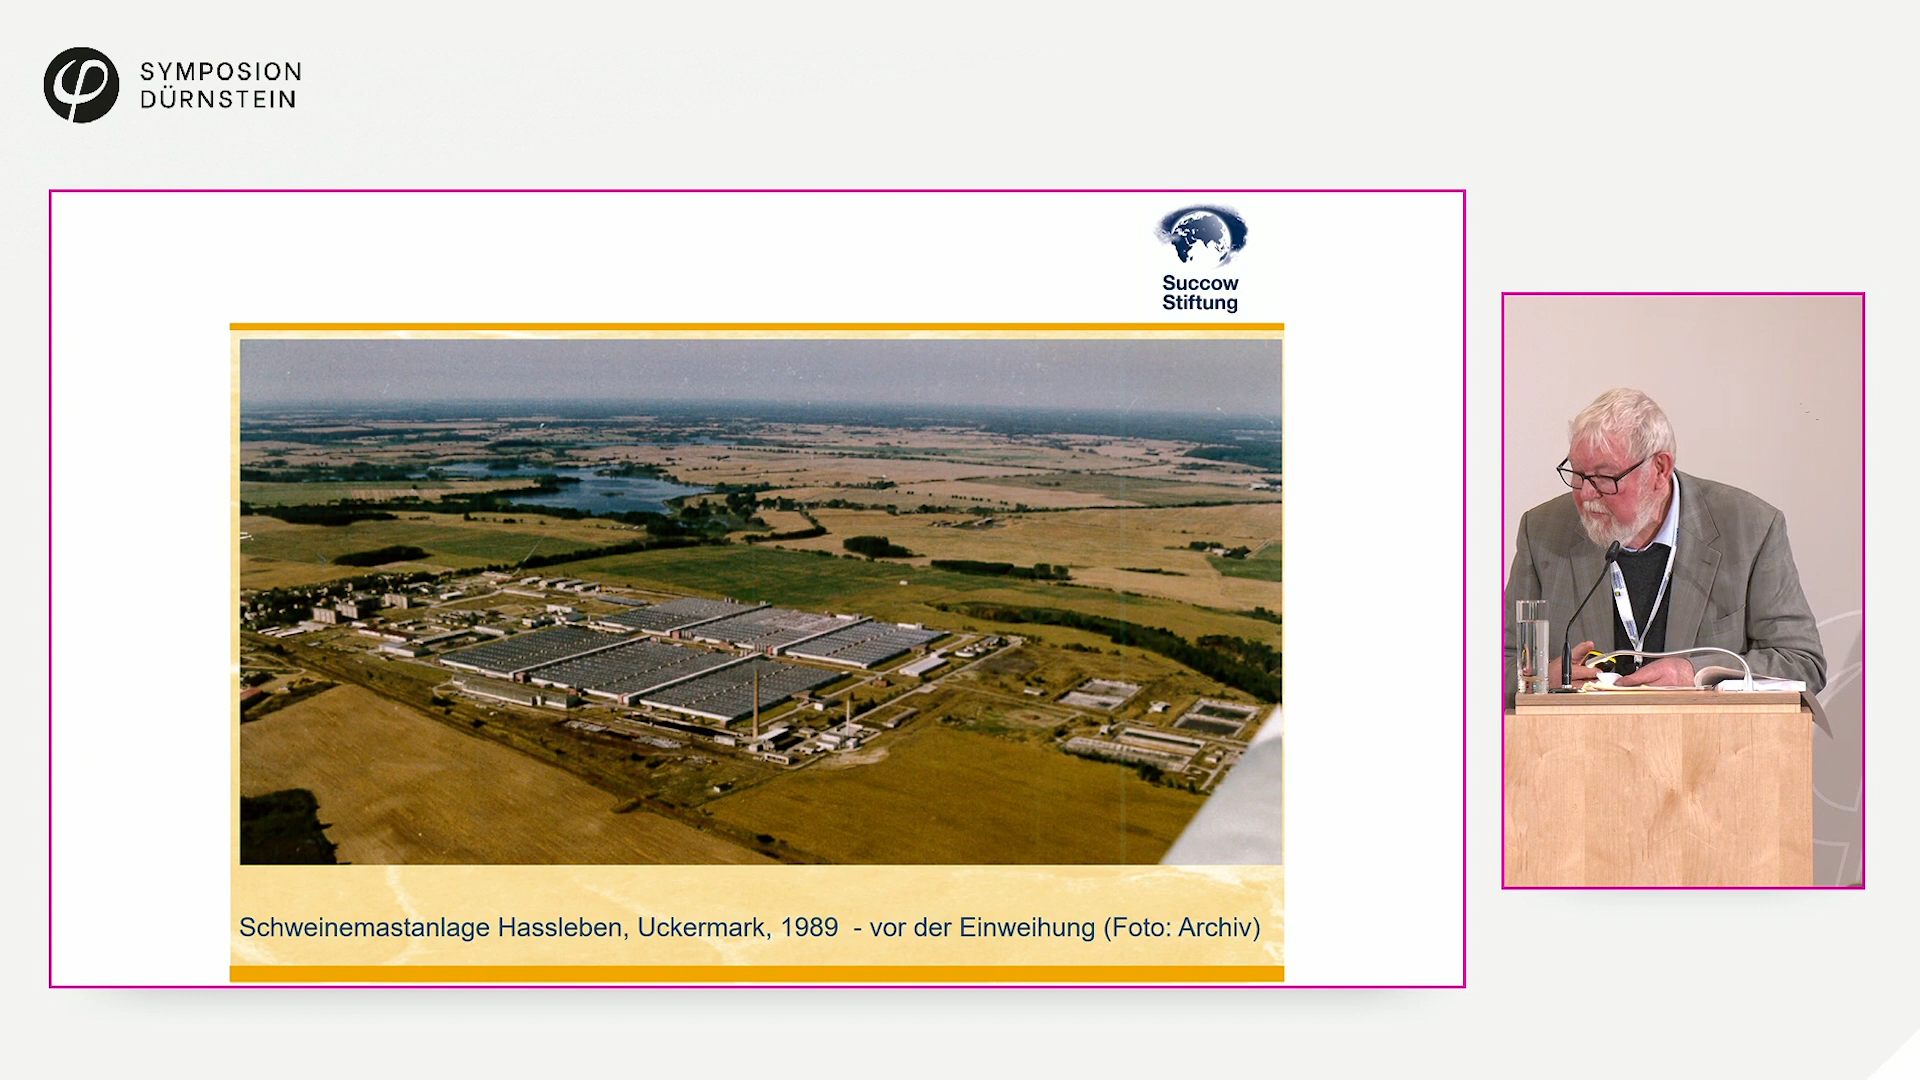 SYMPOSION
DÜRNSTEIN
Succow
Stiftung
Schweinemastanlage Hassleben, Uckermark, 1989 - vor der Einweihung (Foto: Archiv)